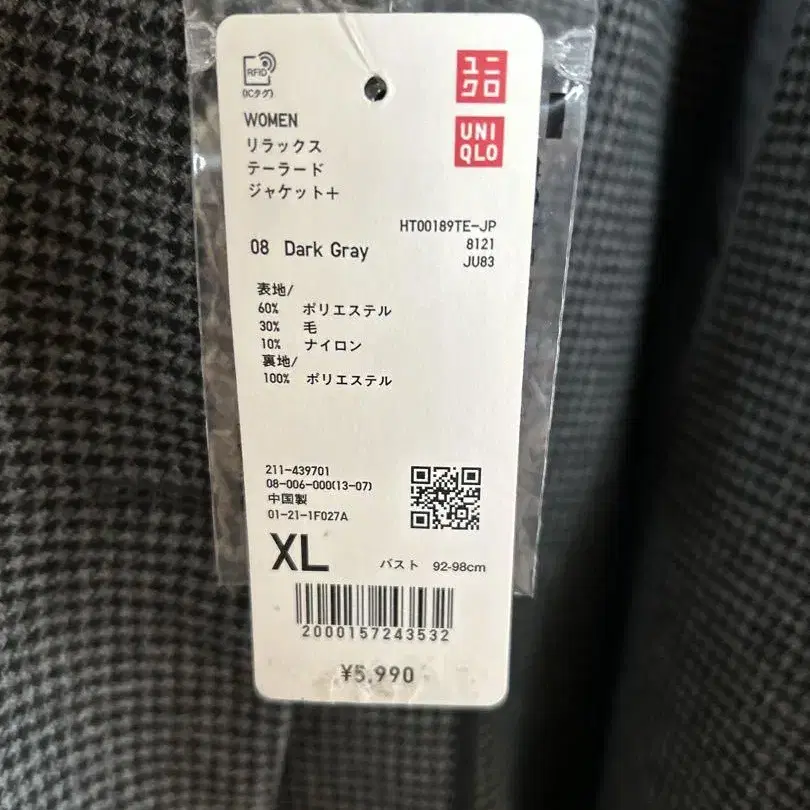 RFID
(ICタグ)
ユニ
クロ
UNI
QLO
WOMEN
リラックス
テーラード
ジャケット+
HT00189TE-JP
08 Dark Gray
8121
JU83
表地/
60% ポリエステル
30% 毛
10% ナイロン
裏地/
100% ポリエステル
211-439701
08-006-000(13-07)
中国製
01-21-1F027A
XL
バスト 92-98cm
2000157243532
¥5,990